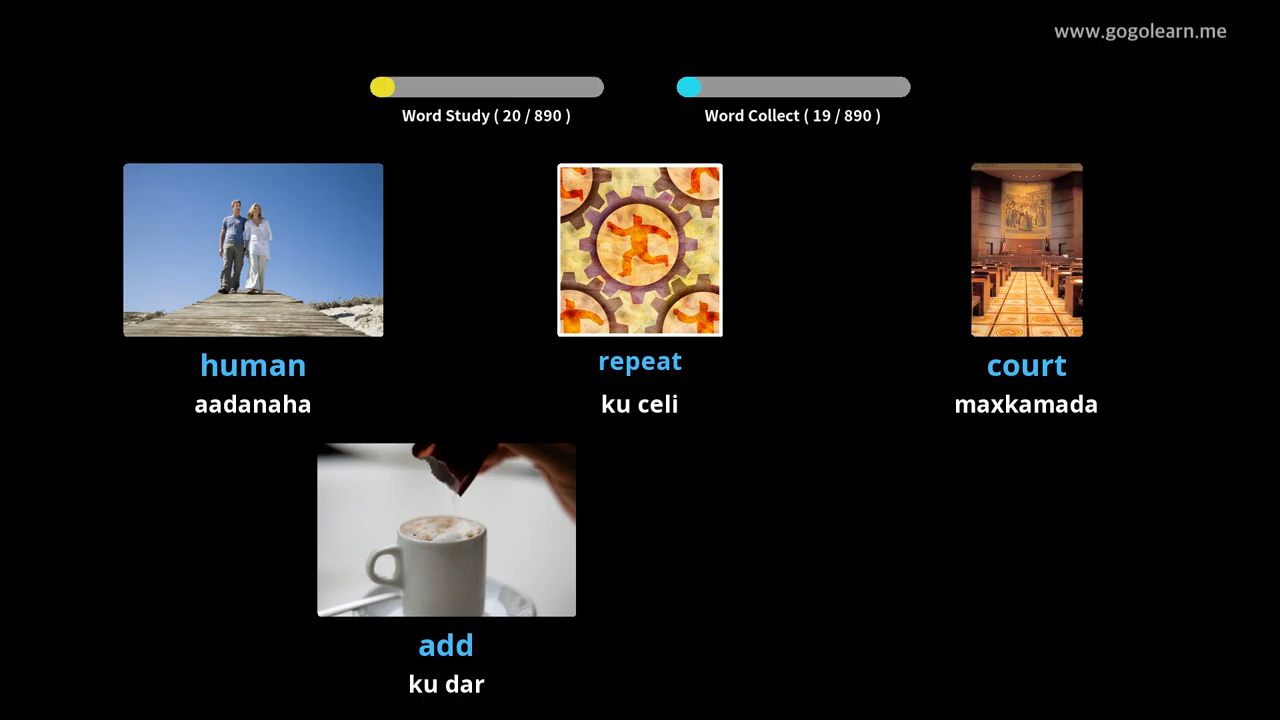 www.gogolearn.me
Word Study ( 20 / 890 )
Word Collect ( 19 / 890 )
human
aadanaha
repeat
ku celi
court
maxkamada
add
ku dar